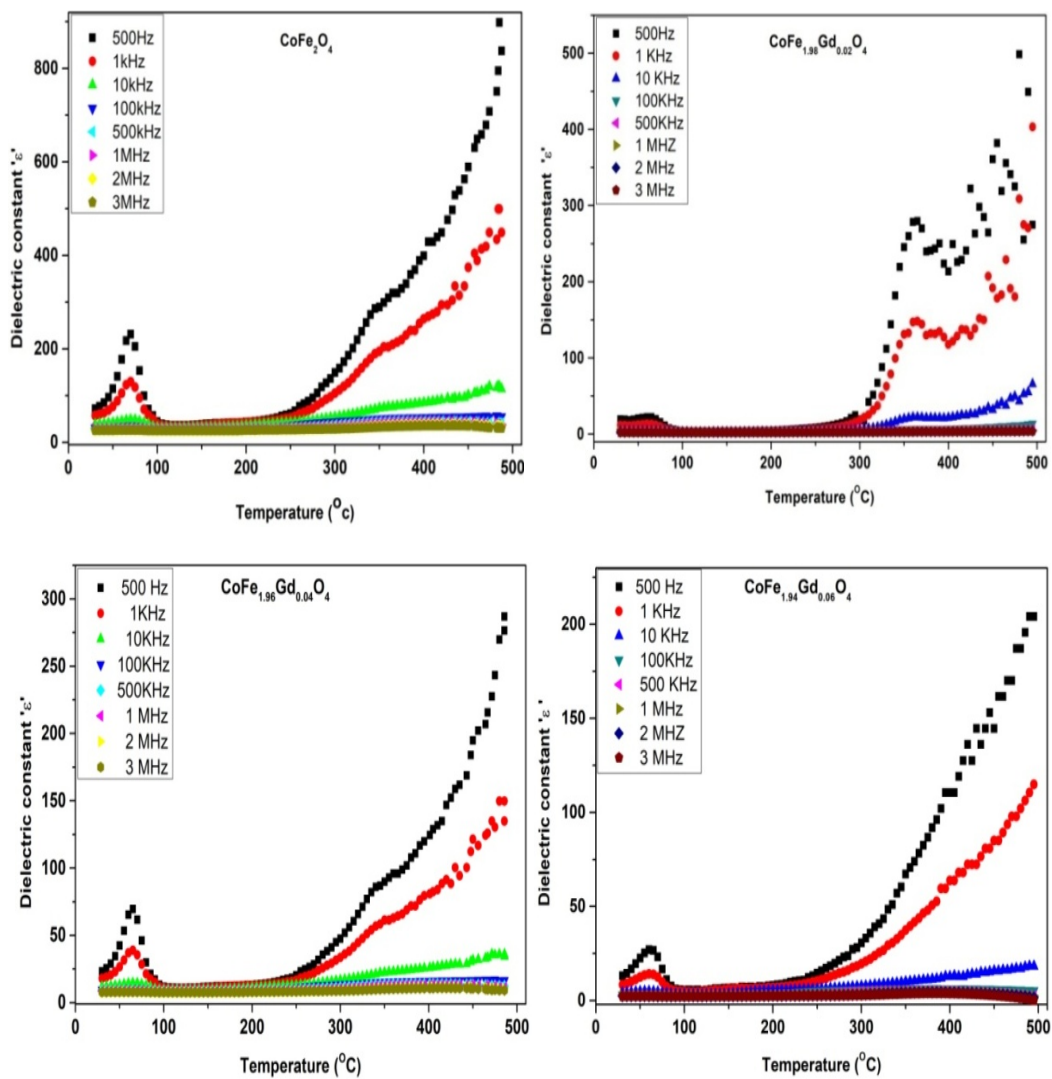 CoFe₂O₄
500Hz
1kHz
10kHz
100kHz
500kHz
1MHz
2MHz
3MHz
Dielectric constant 'ε'
800
600
400
200
0
0 100 200 300 400 500
Temperature (⁰c)
CoFe₁.₉₈Gd₀.₀₂O₄
500Hz
1 KHz
10 KHz
100KHz
500KHz
1 MHZ
2 MHz
3 MHz
Dielectric constant 'ε'
500
400
300
200
100
0
0 100 200 300 400 500
Temperature (⁰C)
CoFe₁.₉₆Gd₀.₀₄O₄
500 Hz
1KHz
10KHz
100KHz
500KHz
1 MHz
2 MHz
3 MHz
Dielectric constant 'ε'
300
250
200
150
100
50
0
0 100 200 300 400 500
Temperature (⁰C)
CoFe₁.₉₄Gd₀.₀₆O₄
500 Hz
1 KHz
10 KHz
100KHz
500 KHz
1 MHz
2 MHZ
3 MHz
Dielectric constant 'ε'
200
150
100
50
0
0 100 200 300 400 500
Temperature (⁰C)